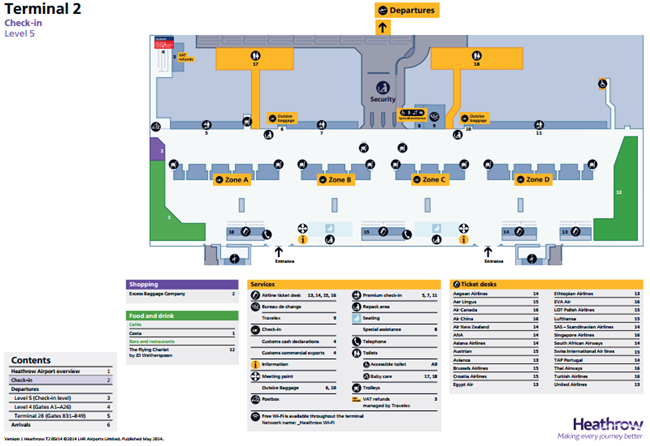 Terminal 2
Check-in
Level 5
Departures
VAT
refunds
17
18
Security
Outsize
baggage
Special assistance
Outsize
baggage
5
6
7
8
9
10
11
2
1
12
Zone A
Zone B
Zone C
Zone D
16
15
14
13
Entrance
Entrance
Shopping
Excess Baggage Company 2
Food and drink
Cafés
Costa 1
Bars and restaurants
The Flying Chariot 12
by JD Wetherspoon
Services
Airline ticket desk 13, 14, 15, 16
Bureau de change
Travelex 9
Check-in
Customs cash declarations 4
Customs commercial exports 4
Information
Meeting point
Outsize Baggage 6, 10
Postbox
Premium check-in 5, 7, 11
Repack area
Seating
Special assistance 8
Telephone
Toilets
Accessible toilet All
Baby care 17, 18
Trolleys
VAT refunds 3
managed by Travelex
Free Wi-Fi is available throughout the terminal
Network name: _Heathrow Wi-Fi
Ticket desks
Aegean Airlines 14
Aer Lingus 15
Air Canada 16
Air China 16
Air New Zealand 14
ANA 14
Asiana Airlines 14
Austrian 15
Avianca 13
Brussels Airlines 15
Croatia Airlines 15
Egypt Air 13
Ethiopian Airlines 13
EVA Air 16
LOT Polish Airlines 15
Lufthansa 15
SAS – Scandinavian Airlines 14
Singapore Airlines 16
South African Airways 14
Swiss International Air lines 15
TAP Portugal 14
Thai Airways 16
Turkish Airlines 16
United Airlines 13
Contents
Heathrow Airport overview 1
Check-in 2
Departures
Level 5 (Check-in level) 3
Level 4 (Gates A1–A26) 4
Terminal 2B (Gates B31–B49) 5
Arrivals 6
Version 1 Heathrow T2 05/14 ©2014 LHR Airports Limited. Published May 2014.
Heathrow
Making every journey better